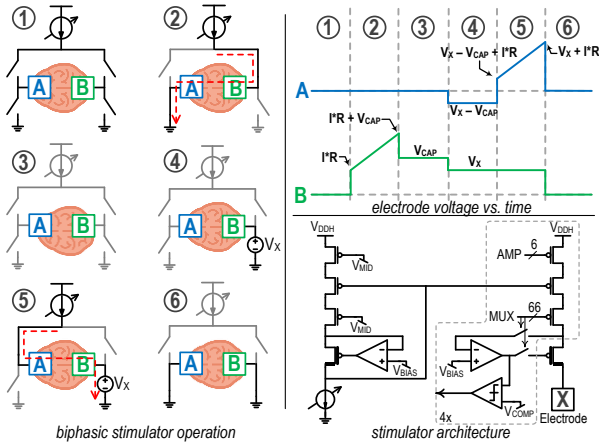 1
2
A
B
A
B
3
4
A
B
A
B
VX
5
6
A
B
VX
A
B
biphasic stimulator operation
1
2
3
4
5
6
VX – VCAP + I*R
VX + I*R
A
VX – VCAP
I*R + VCAP
I*R
VCAP
VX
B
electrode voltage vs. time
VDDH
VDDH
AMP
6
VMID
MUX
66
VMID
VBIAS
VBIAS
VCOMP
4x
X
Electrode
stimulator architecture